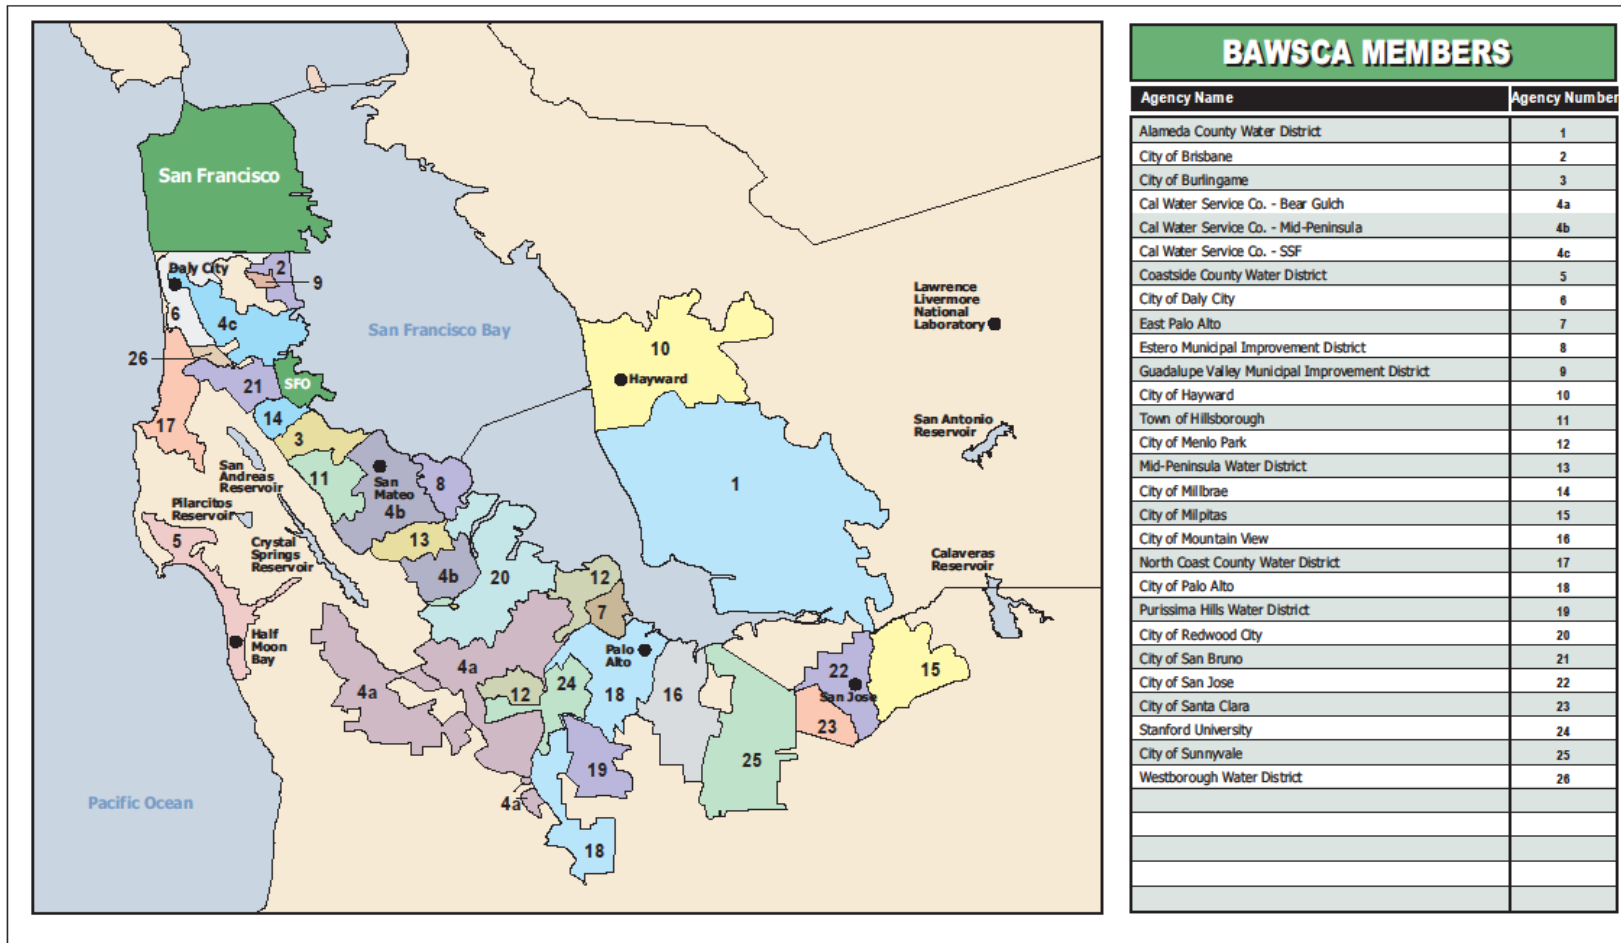 San Francisco
Daly City
2
9
6
4c
San Francisco Bay
26
21
SFO
17
14
3
San
Andreas
Reservoir
11
San
Mateo
8
4b
Pilarcitos
Reservoir
5
Crystal
Springs
Reservoir
13
4b
20
12
7
Half
Moon
Bay
4a
4a
12
24
Palo
Alto
18
16
22
San Jose
15
23
25
19
4a
18
Pacific Ocean
10
Hayward
1
Lawrence
Livermore
National
Laboratory
San Antonio
Reservoir
Calaveras
Reservoir
BAWSCA MEMBERS
Agency Name Agency Number
Alameda County Water District 1
City of Brisbane 2
City of Burlingame 3
Cal Water Service Co. - Bear Gulch 4a
Cal Water Service Co. - Mid-Peninsula 4b
Cal Water Service Co. - SSF 4c
Coastside County Water District 5
City of Daly City 6
East Palo Alto 7
Estero Municipal Improvement District 8
Guadalupe Valley Municipal Improvement District 9
City of Hayward 10
Town of Hillsborough 11
City of Menlo Park 12
Mid-Peninsula Water District 13
City of Millbrae 14
City of Milpitas 15
City of Mountain View 16
North Coast County Water District 17
City of Palo Alto 18
Purissima Hills Water District 19
City of Redwood City 20
City of San Bruno 21
City of San Jose 22
City of Santa Clara 23
Stanford University 24
City of Sunnyvale 25
Westborough Water District 26